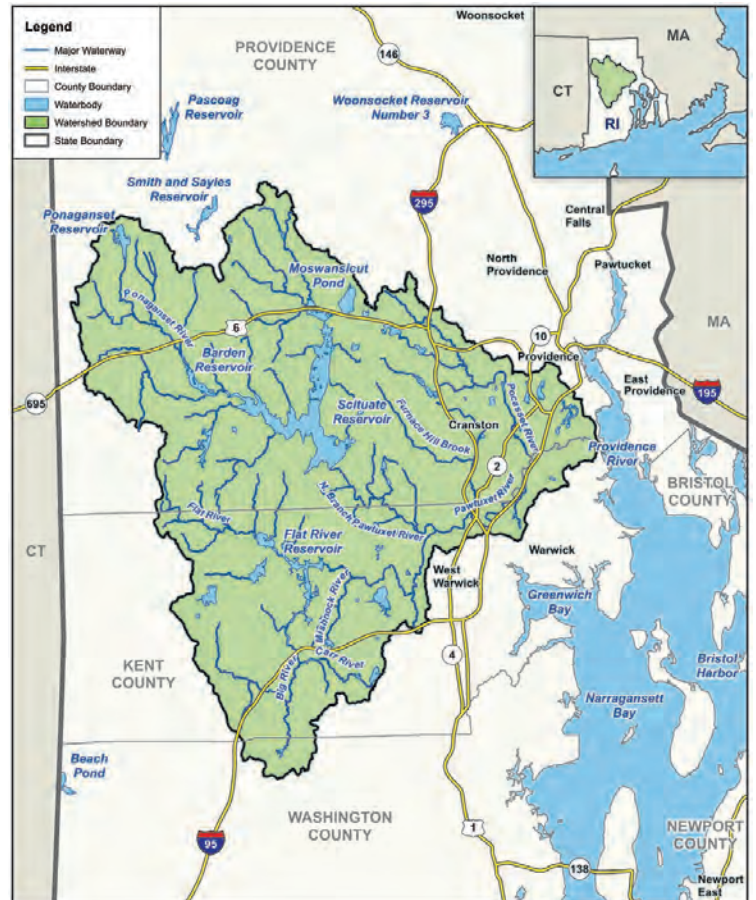 Legend
Major Waterway
Interstate
County Boundary
Waterbody
Watershed Boundary
State Boundary
Woonsocket
MA
CT
RI
PROVIDENCE
COUNTY
146
Pascoag
Reservoir
Woonsocket Reservoir
Number 3
Smith and Sayles
Reservoir
295
Ponaganset
Reservoir
Central
Falls
North
Providence
Pawtucket
Moswansicut
Pond
Ponaganset River
6
MA
10
Providence
Barden
Reservoir
695
East
Providence
195
Scituate
Reservoir
Furnace Hill Brook
Cranston
Pocasset River
2
Providence
River
BRISTOL
COUNTY
N. Branch Pawtuxet River
Pawtuxet River
Flat River
Flat River
Reservoir
CT
Warwick
West
Warwick
Greenwich
Bay
Mishnock River
Carr River
Big River
4
KENT
COUNTY
Bristol
Harbor
Narragansett
Bay
Beach
Pond
WASHINGTON
COUNTY
95
1
NEWPORT
COUNTY
138
Newport
East